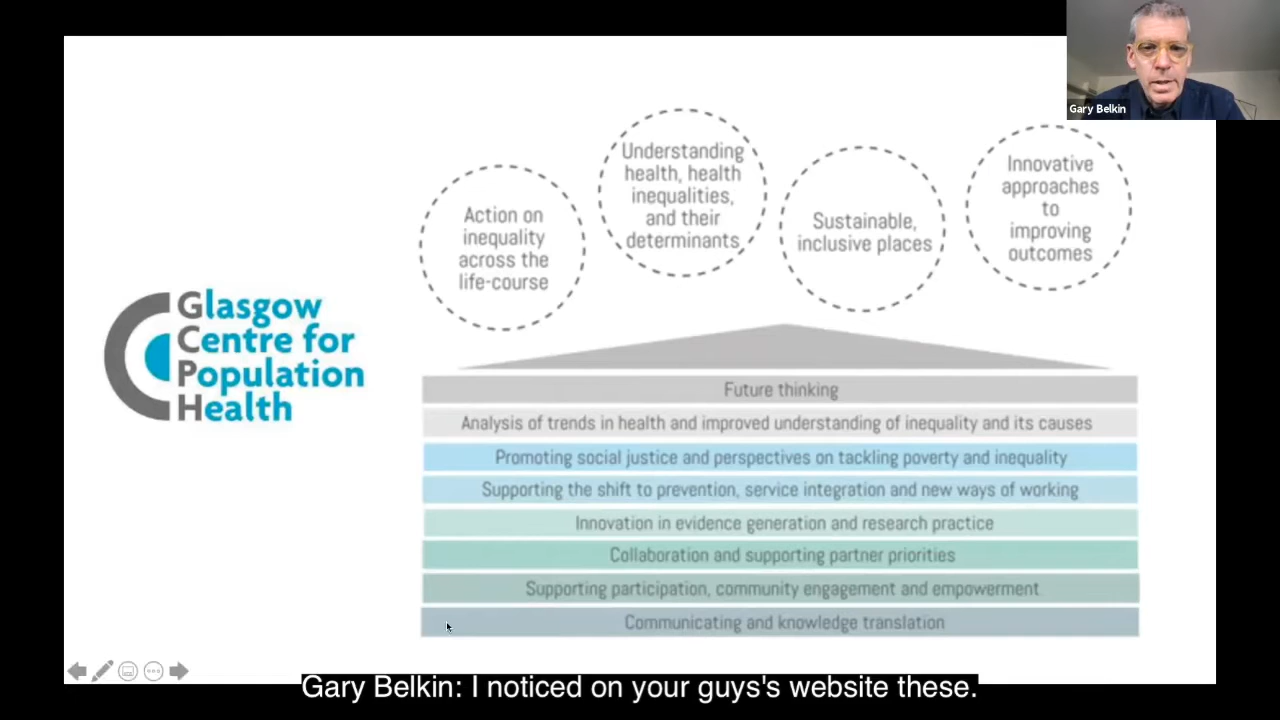 Gary Belkin
Action on
inequality
across the
life-course
Understanding
health, health
inequalities,
and their
determinants
Sustainable,
inclusive places
Innovative
approaches
to
improving
outcomes
Glasgow
Centre for
Population
Health
Future thinking
Analysis of trends in health and improved understanding of inequality and its causes
Promoting social justice and perspectives on tackling poverty and inequality
Supporting the shift to prevention, service integration and new ways of working
Innovation in evidence generation and research practice
Collaboration and supporting partner priorities
Supporting participation, community engagement and empowerment
Communicating and knowledge translation
Gary Belkin: I noticed on your guys's website these.